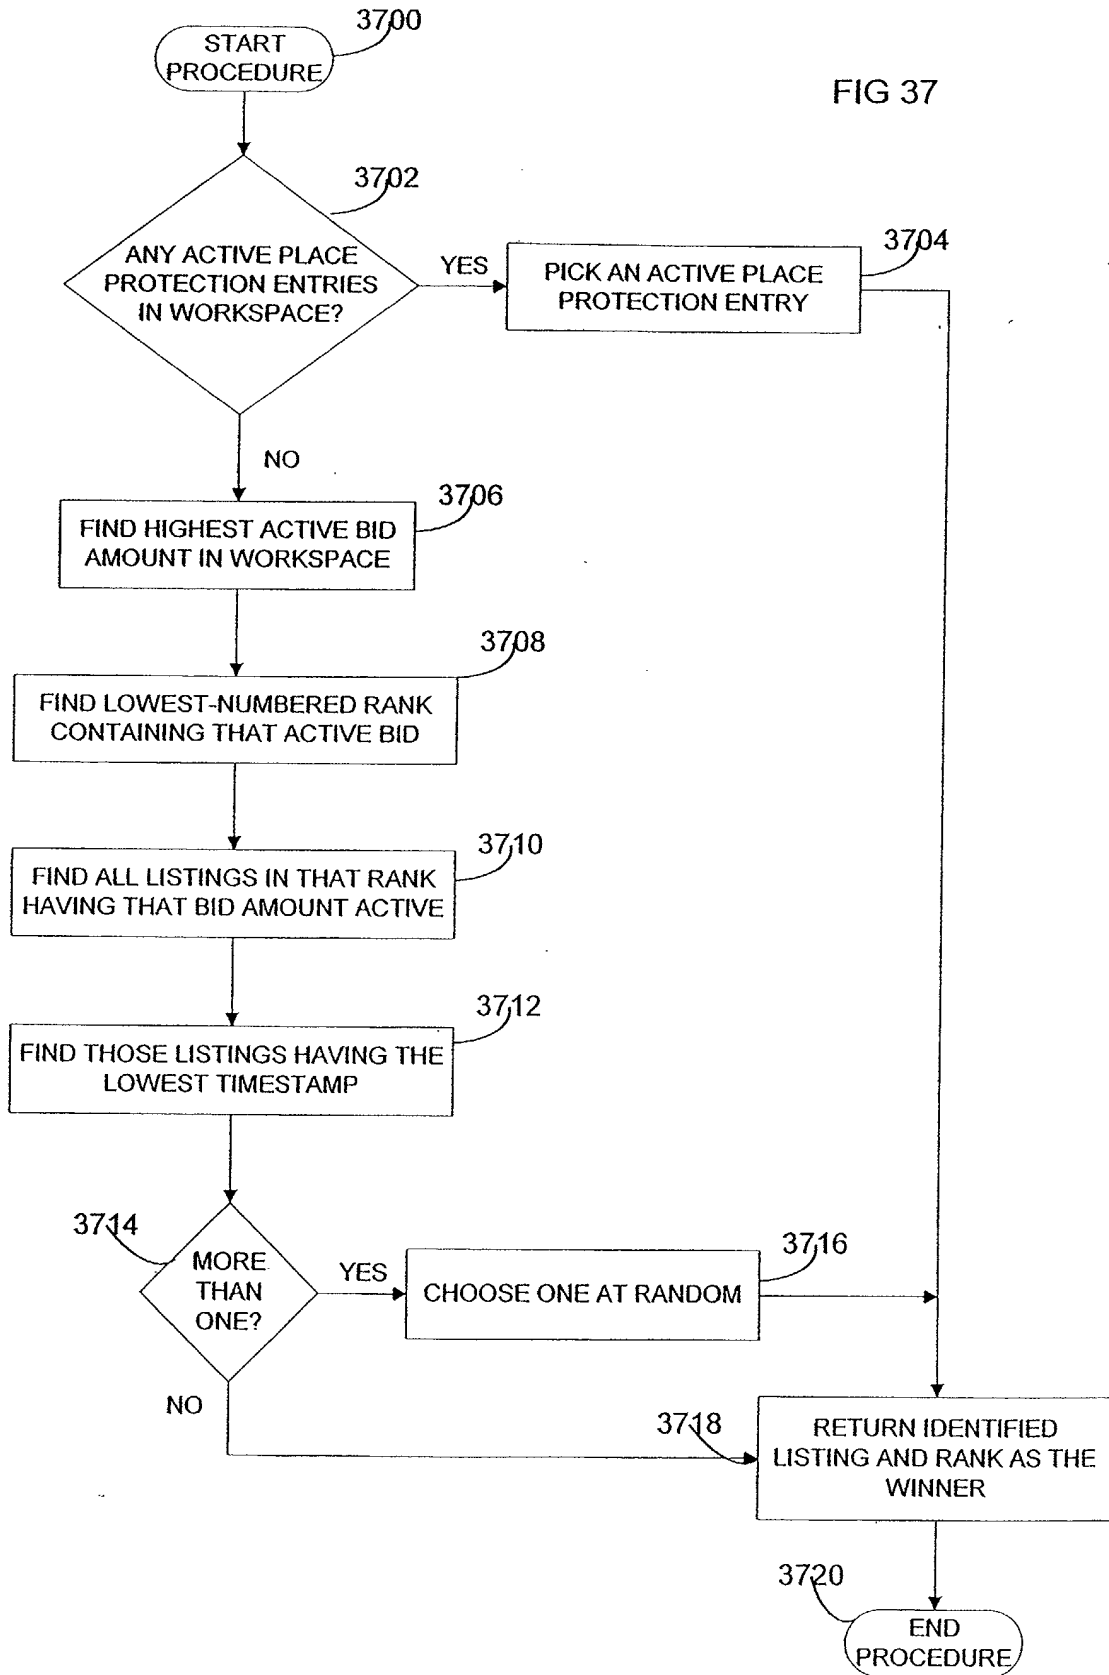 3700
START
PROCEDURE
FIG 37
3702
ANY ACTIVE PLACE
PROTECTION ENTRIES
IN WORKSPACE?
YES
3704
PICK AN ACTIVE PLACE
PROTECTION ENTRY
NO
3706
FIND HIGHEST ACTIVE BID
AMOUNT IN WORKSPACE
3708
FIND LOWEST-NUMBERED RANK
CONTAINING THAT ACTIVE BID
3710
FIND ALL LISTINGS IN THAT RANK
HAVING THAT BID AMOUNT ACTIVE
3712
FIND THOSE LISTINGS HAVING THE
LOWEST TIMESTAMP
3714
MORE
THAN
ONE?
YES
3716
CHOOSE ONE AT RANDOM
NO
3718
RETURN IDENTIFIED
LISTING AND RANK AS THE
WINNER
3720
END
PROCEDURE